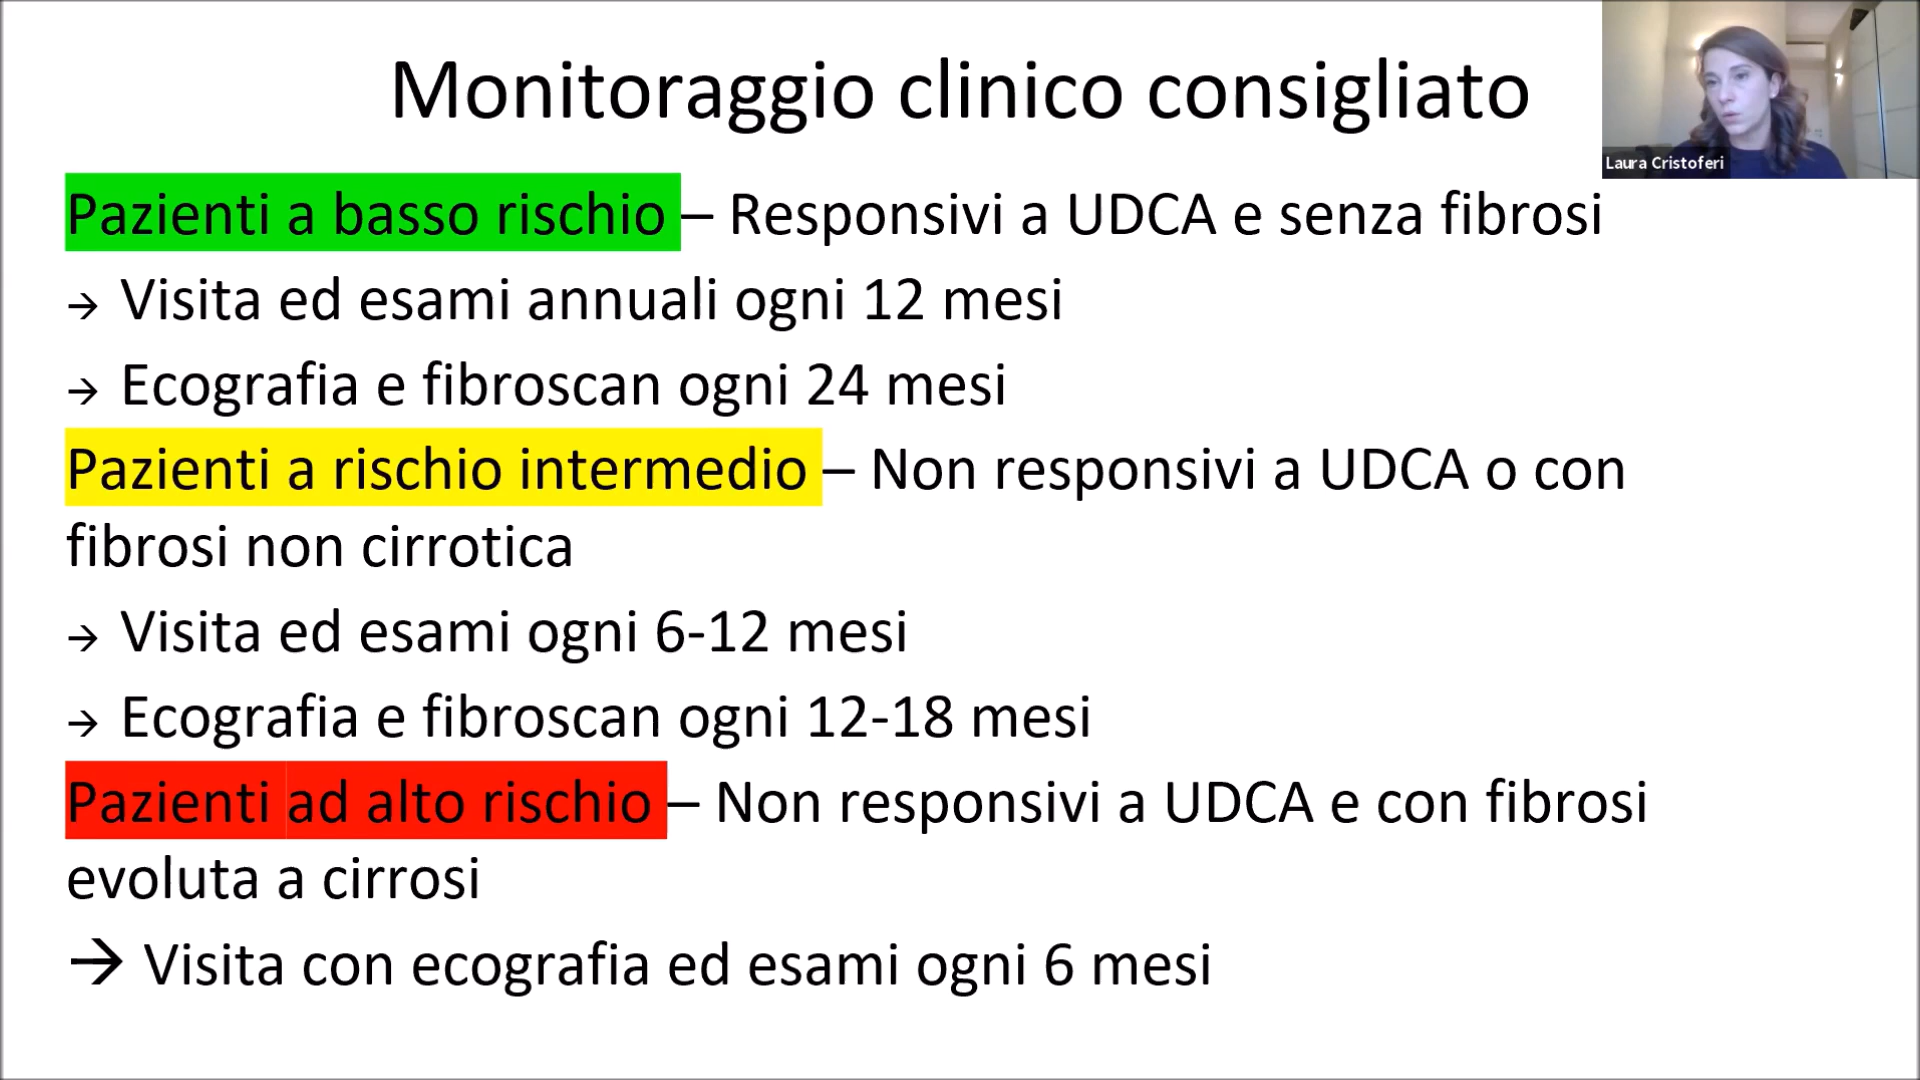 Monitoraggio clinico consigliato
Laura Cristoferi
Pazienti a basso rischio – Responsivi a UDCA e senza fibrosi
→ Visita ed esami annuali ogni 12 mesi
→ Ecografia e fibroscan ogni 24 mesi
Pazienti a rischio intermedio – Non responsivi a UDCA o con
fibrosi non cirrotica
→ Visita ed esami ogni 6-12 mesi
→ Ecografia e fibroscan ogni 12-18 mesi
Pazienti ad alto rischio – Non responsivi a UDCA e con fibrosi
evoluta a cirrosi
→ Visita con ecografia ed esami ogni 6 mesi